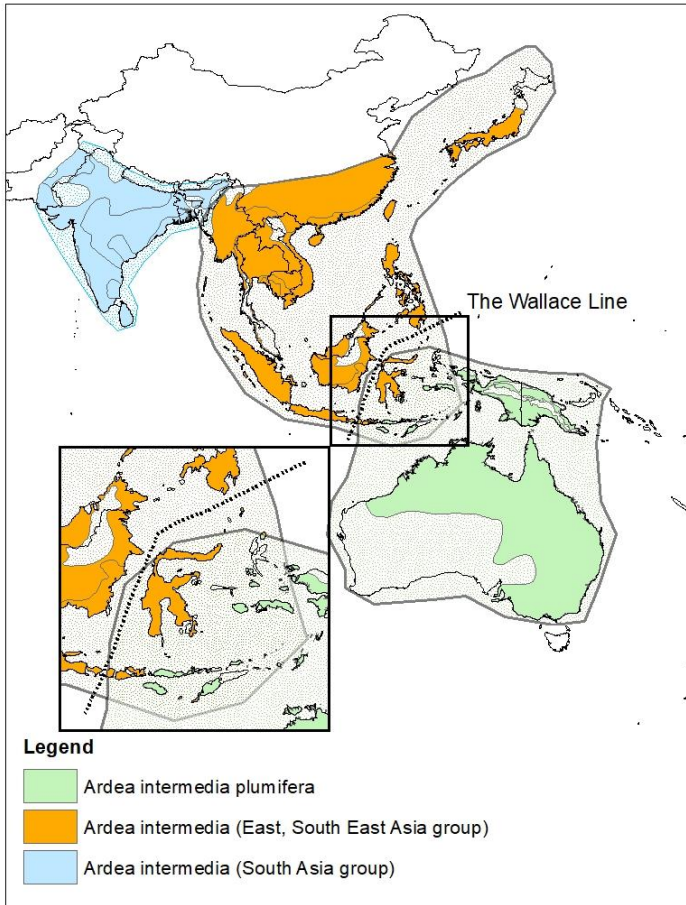 The Wallace Line
Legend
Ardea intermedia plumifera
Ardea intermedia (East, South East Asia group)
Ardea intermedia (South Asia group)